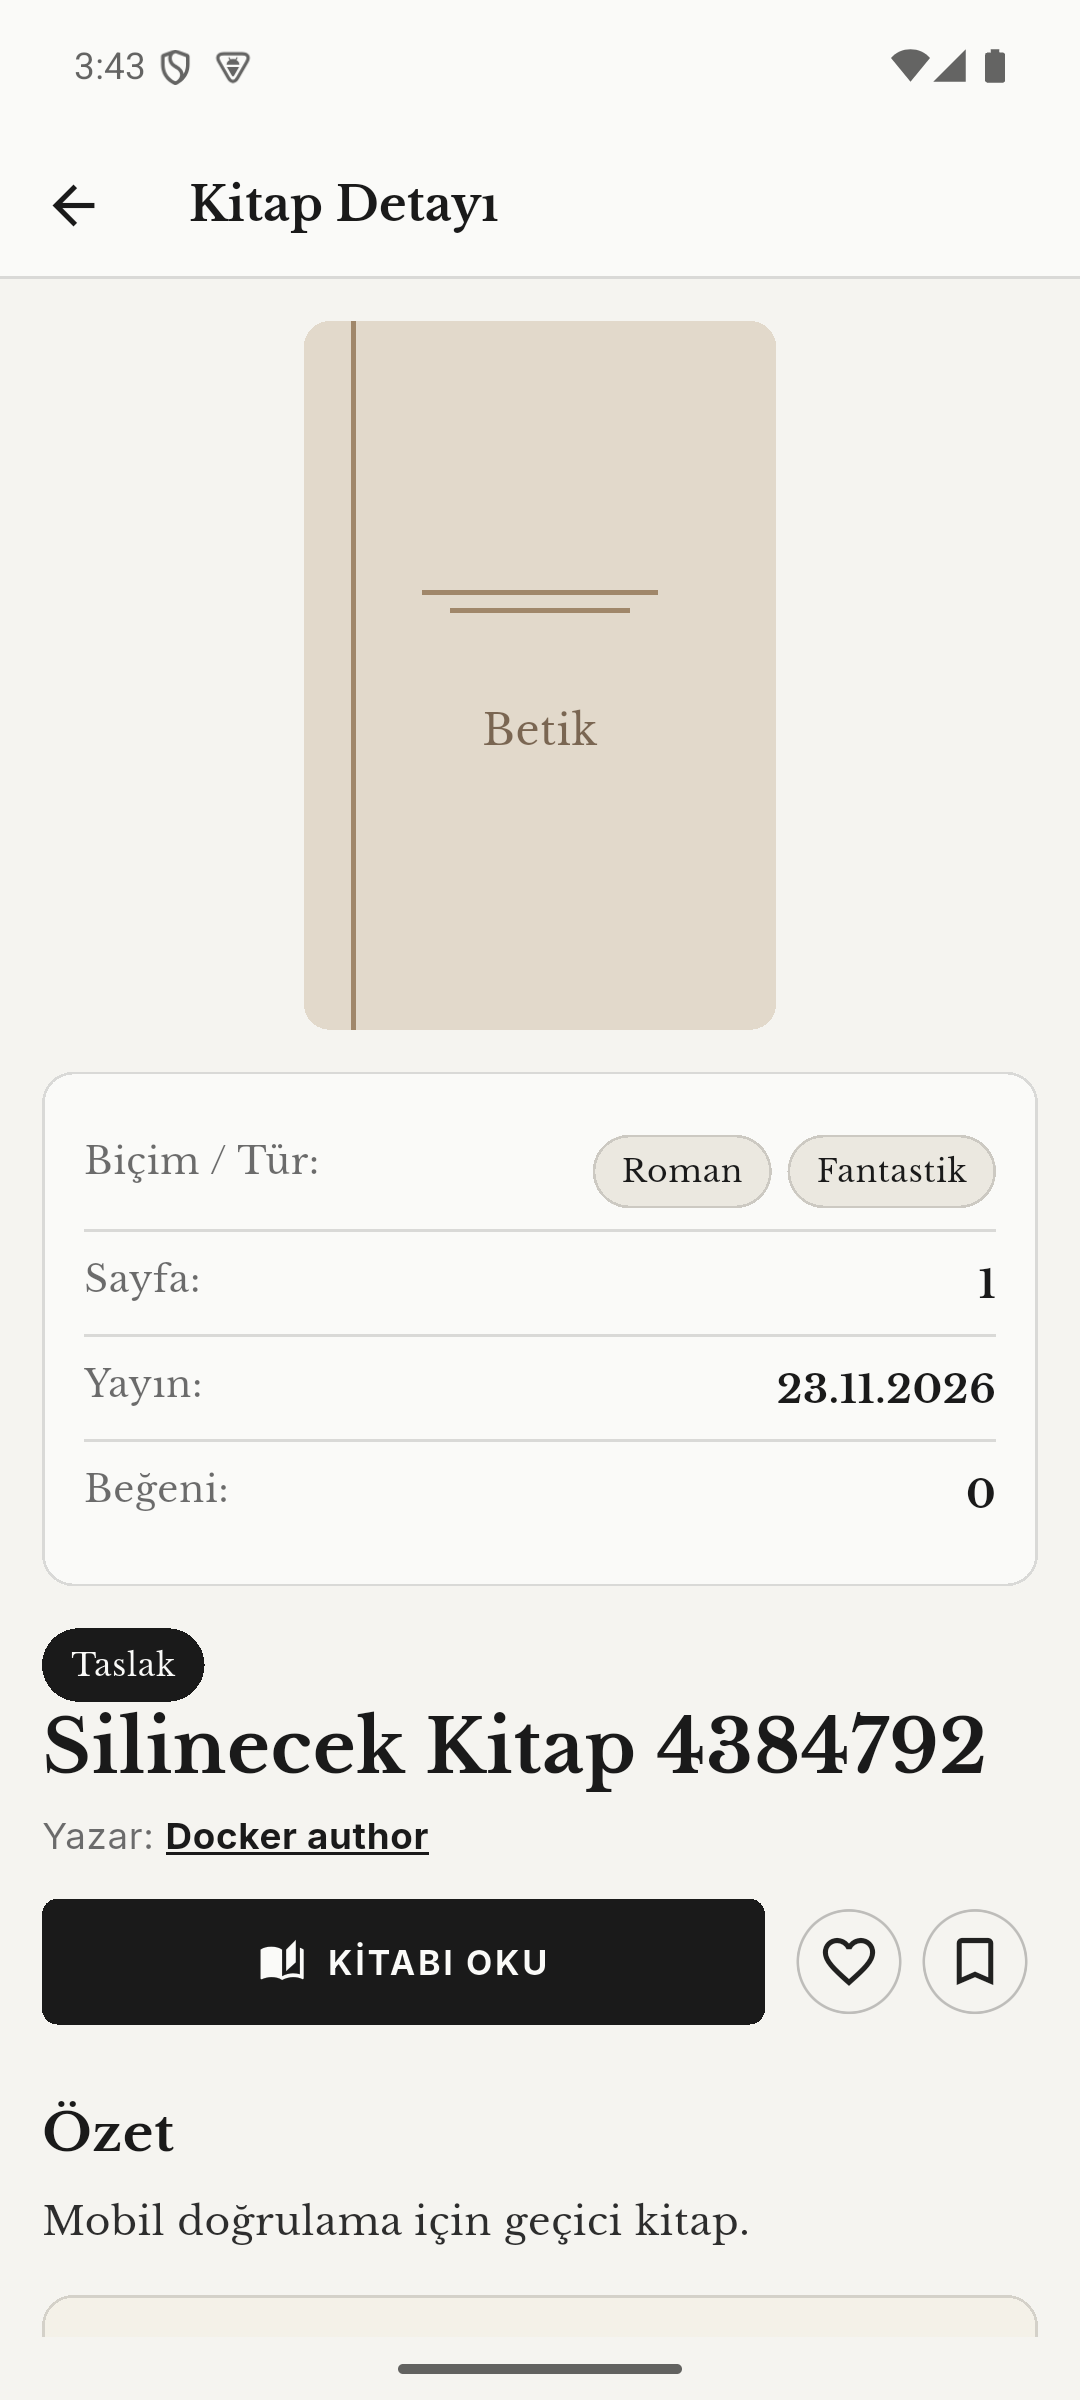 3:43
Kitap Detayı
Betik
Biçim / Tür: Roman Fantastik
Sayfa: 1
Yayın: 23.11.2026
Beğeni: 0
Taslak
Silinecek Kitap 4384792
Yazar: Docker author
KİTABI OKU
Özet
Mobil doğrulama için geçici kitap.